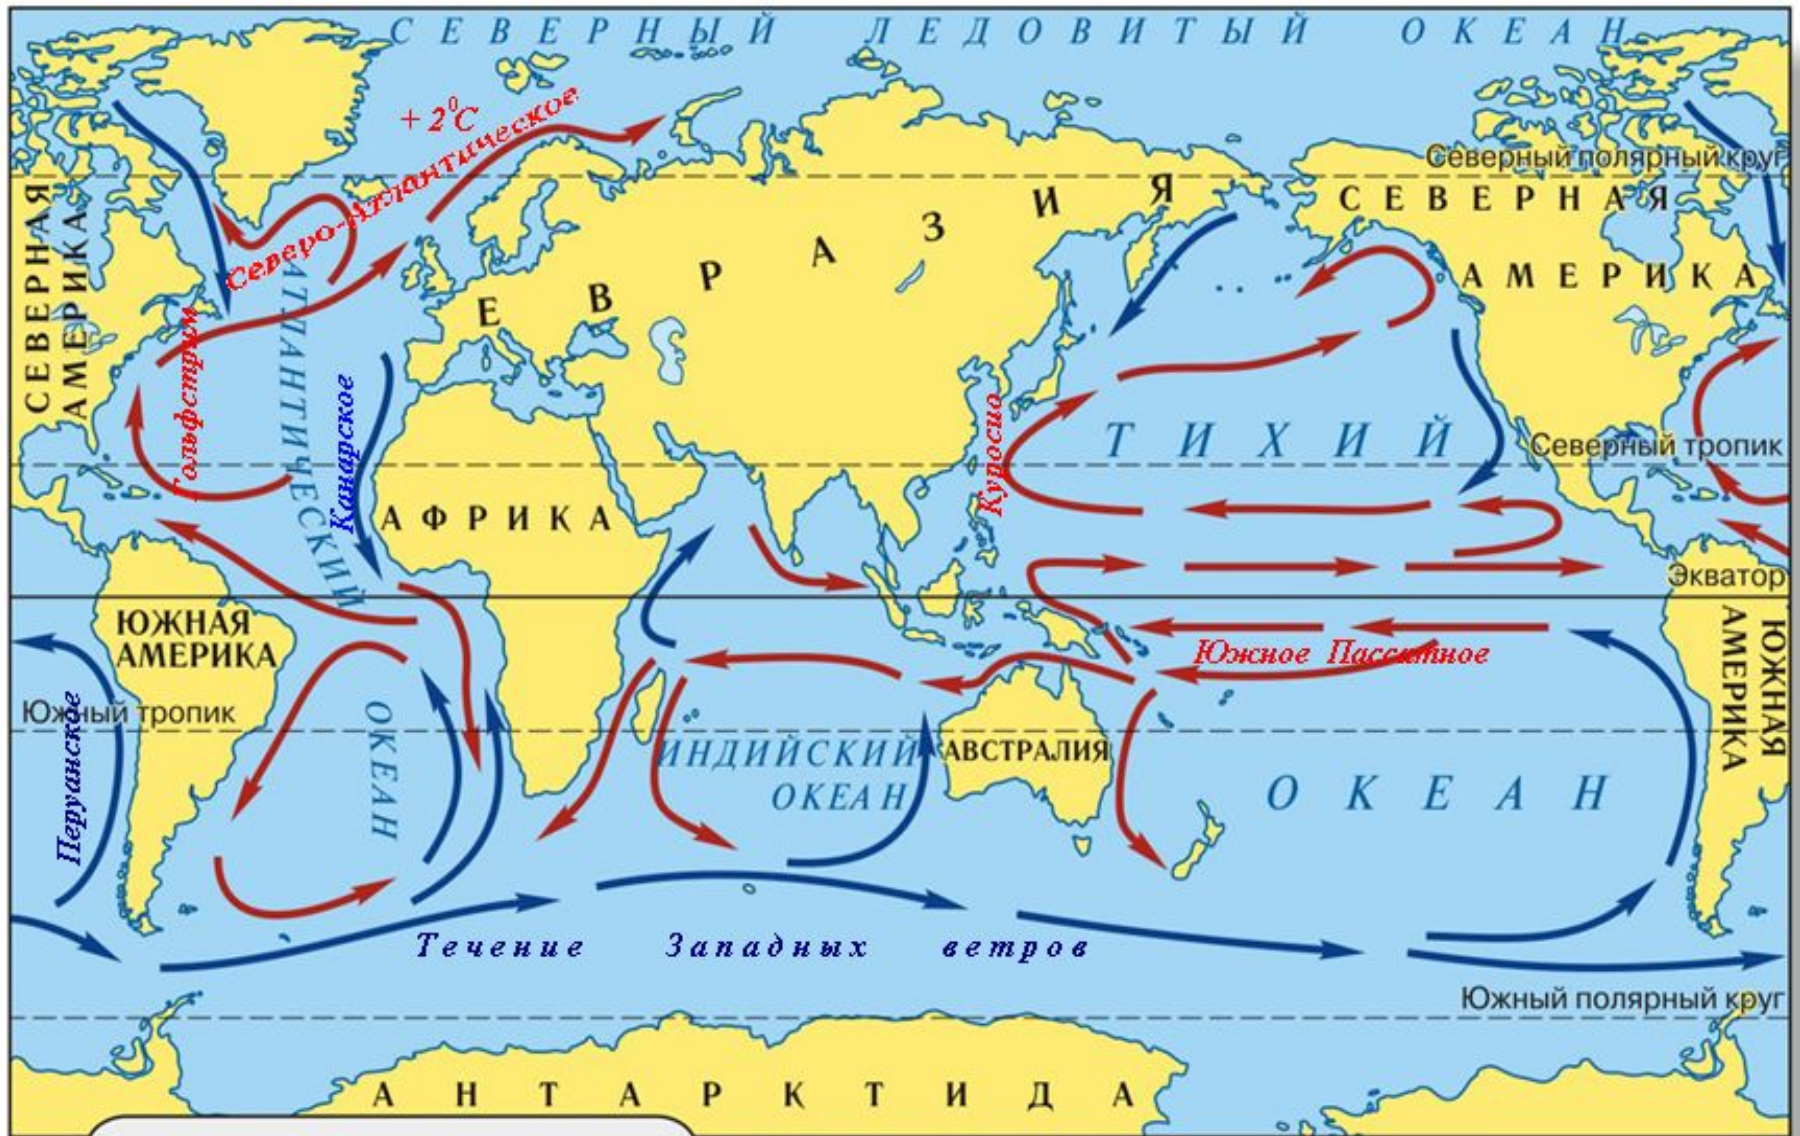 СЕВЕРНЫЙ ЛЕДОВИТЫЙ ОКЕАН
+ 2⁰C
Северо-Атлантическое
Северный полярный круг
СЕВЕРНАЯ
АМЕРИКА
ЕВРАЗИЯ
СЕВЕРНАЯ
АМЕРИКА
Гольфстрим
АТЛАНТИЧЕСКИЙ
Канарское
Куросио
ТИХИЙ
Северный тропик
АФРИКА
Экватор
ЮЖНАЯ
АМЕРИКА
Южное Пассатное
ЮЖНАЯ
АМЕРИКА
Перуанское
Южный тропик
ОКЕАН
ИНДИЙСКИЙ
ОКЕАН
АВСТРАЛИЯ
ОКЕАН
Течение Западных ветров
Южный полярный круг
АНТАРКТИДА